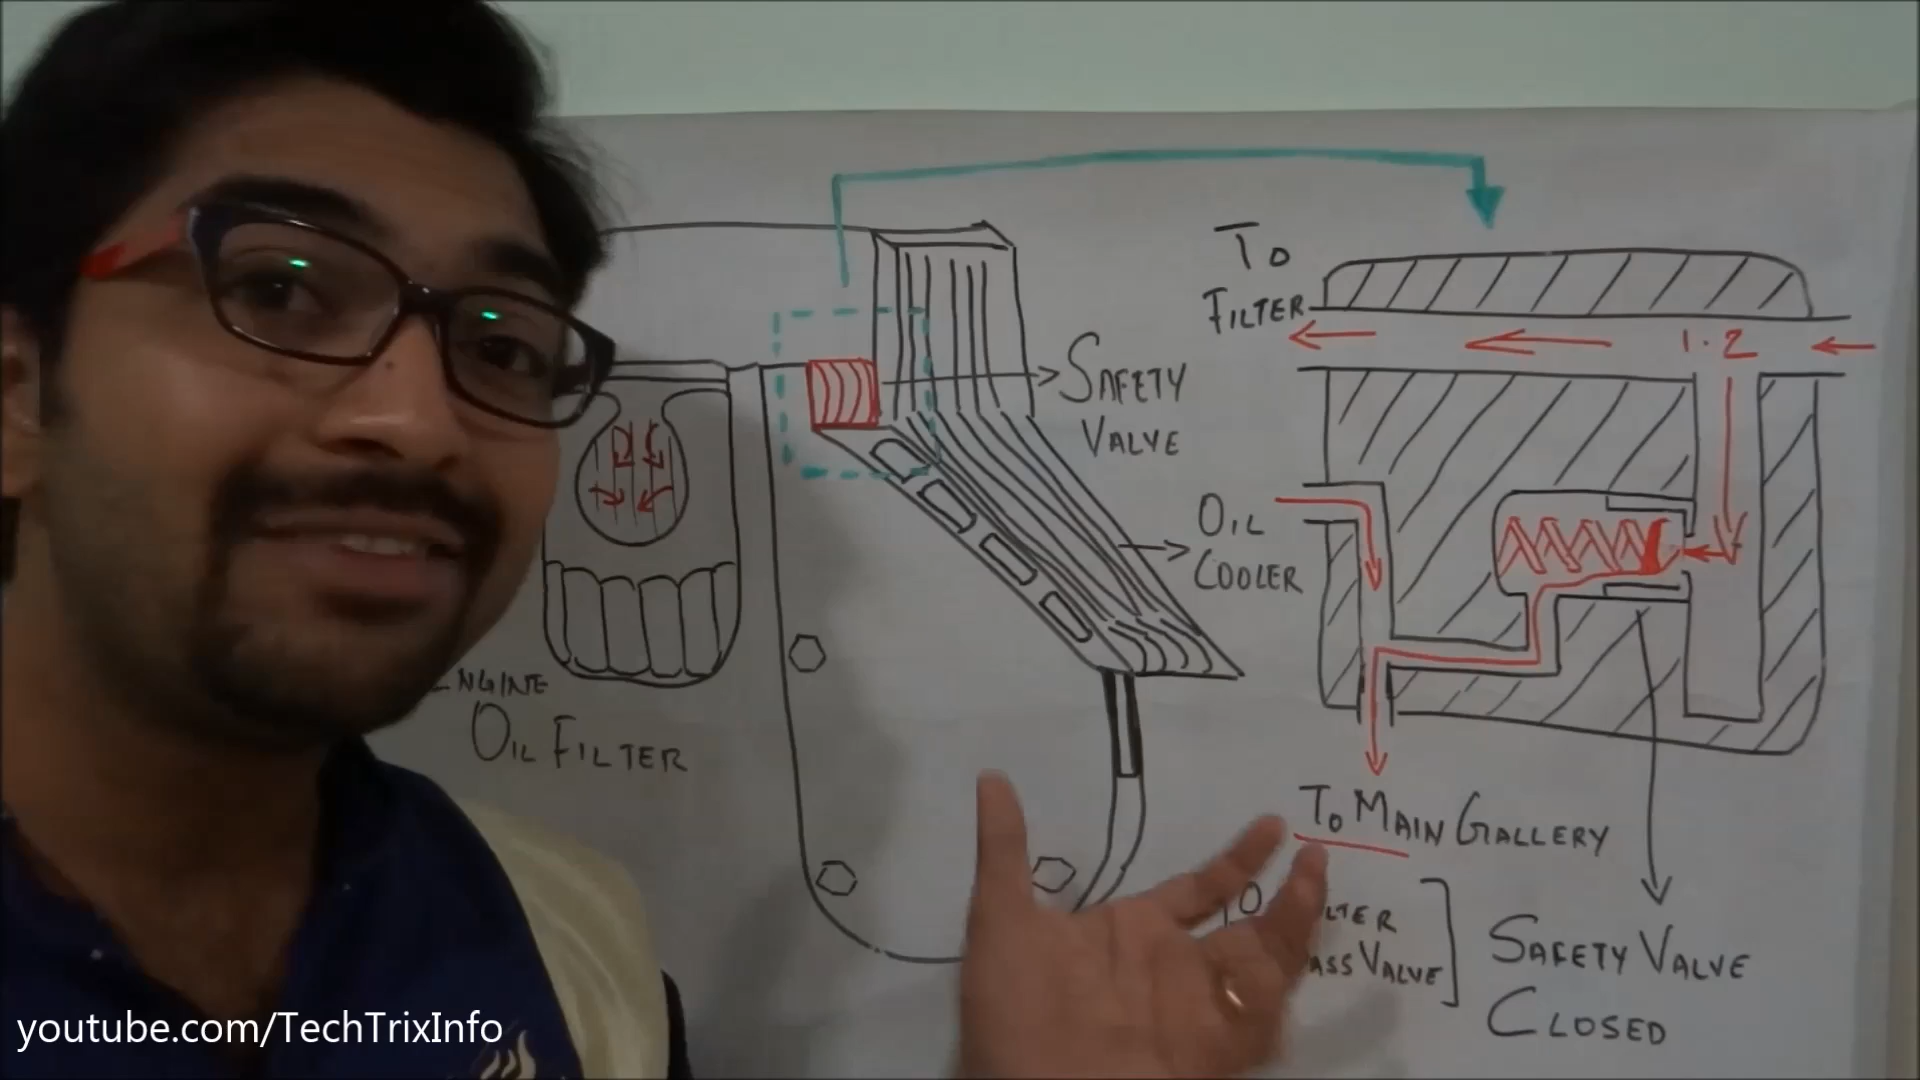 To
FILTER
1.2
SAFETY
VALVE
OIL
COOLER
OIL FILTER
To MAIN GALLERY
VALVE
SAFETY VALVE
CLOSED
youtube.com/TechTrixInfo